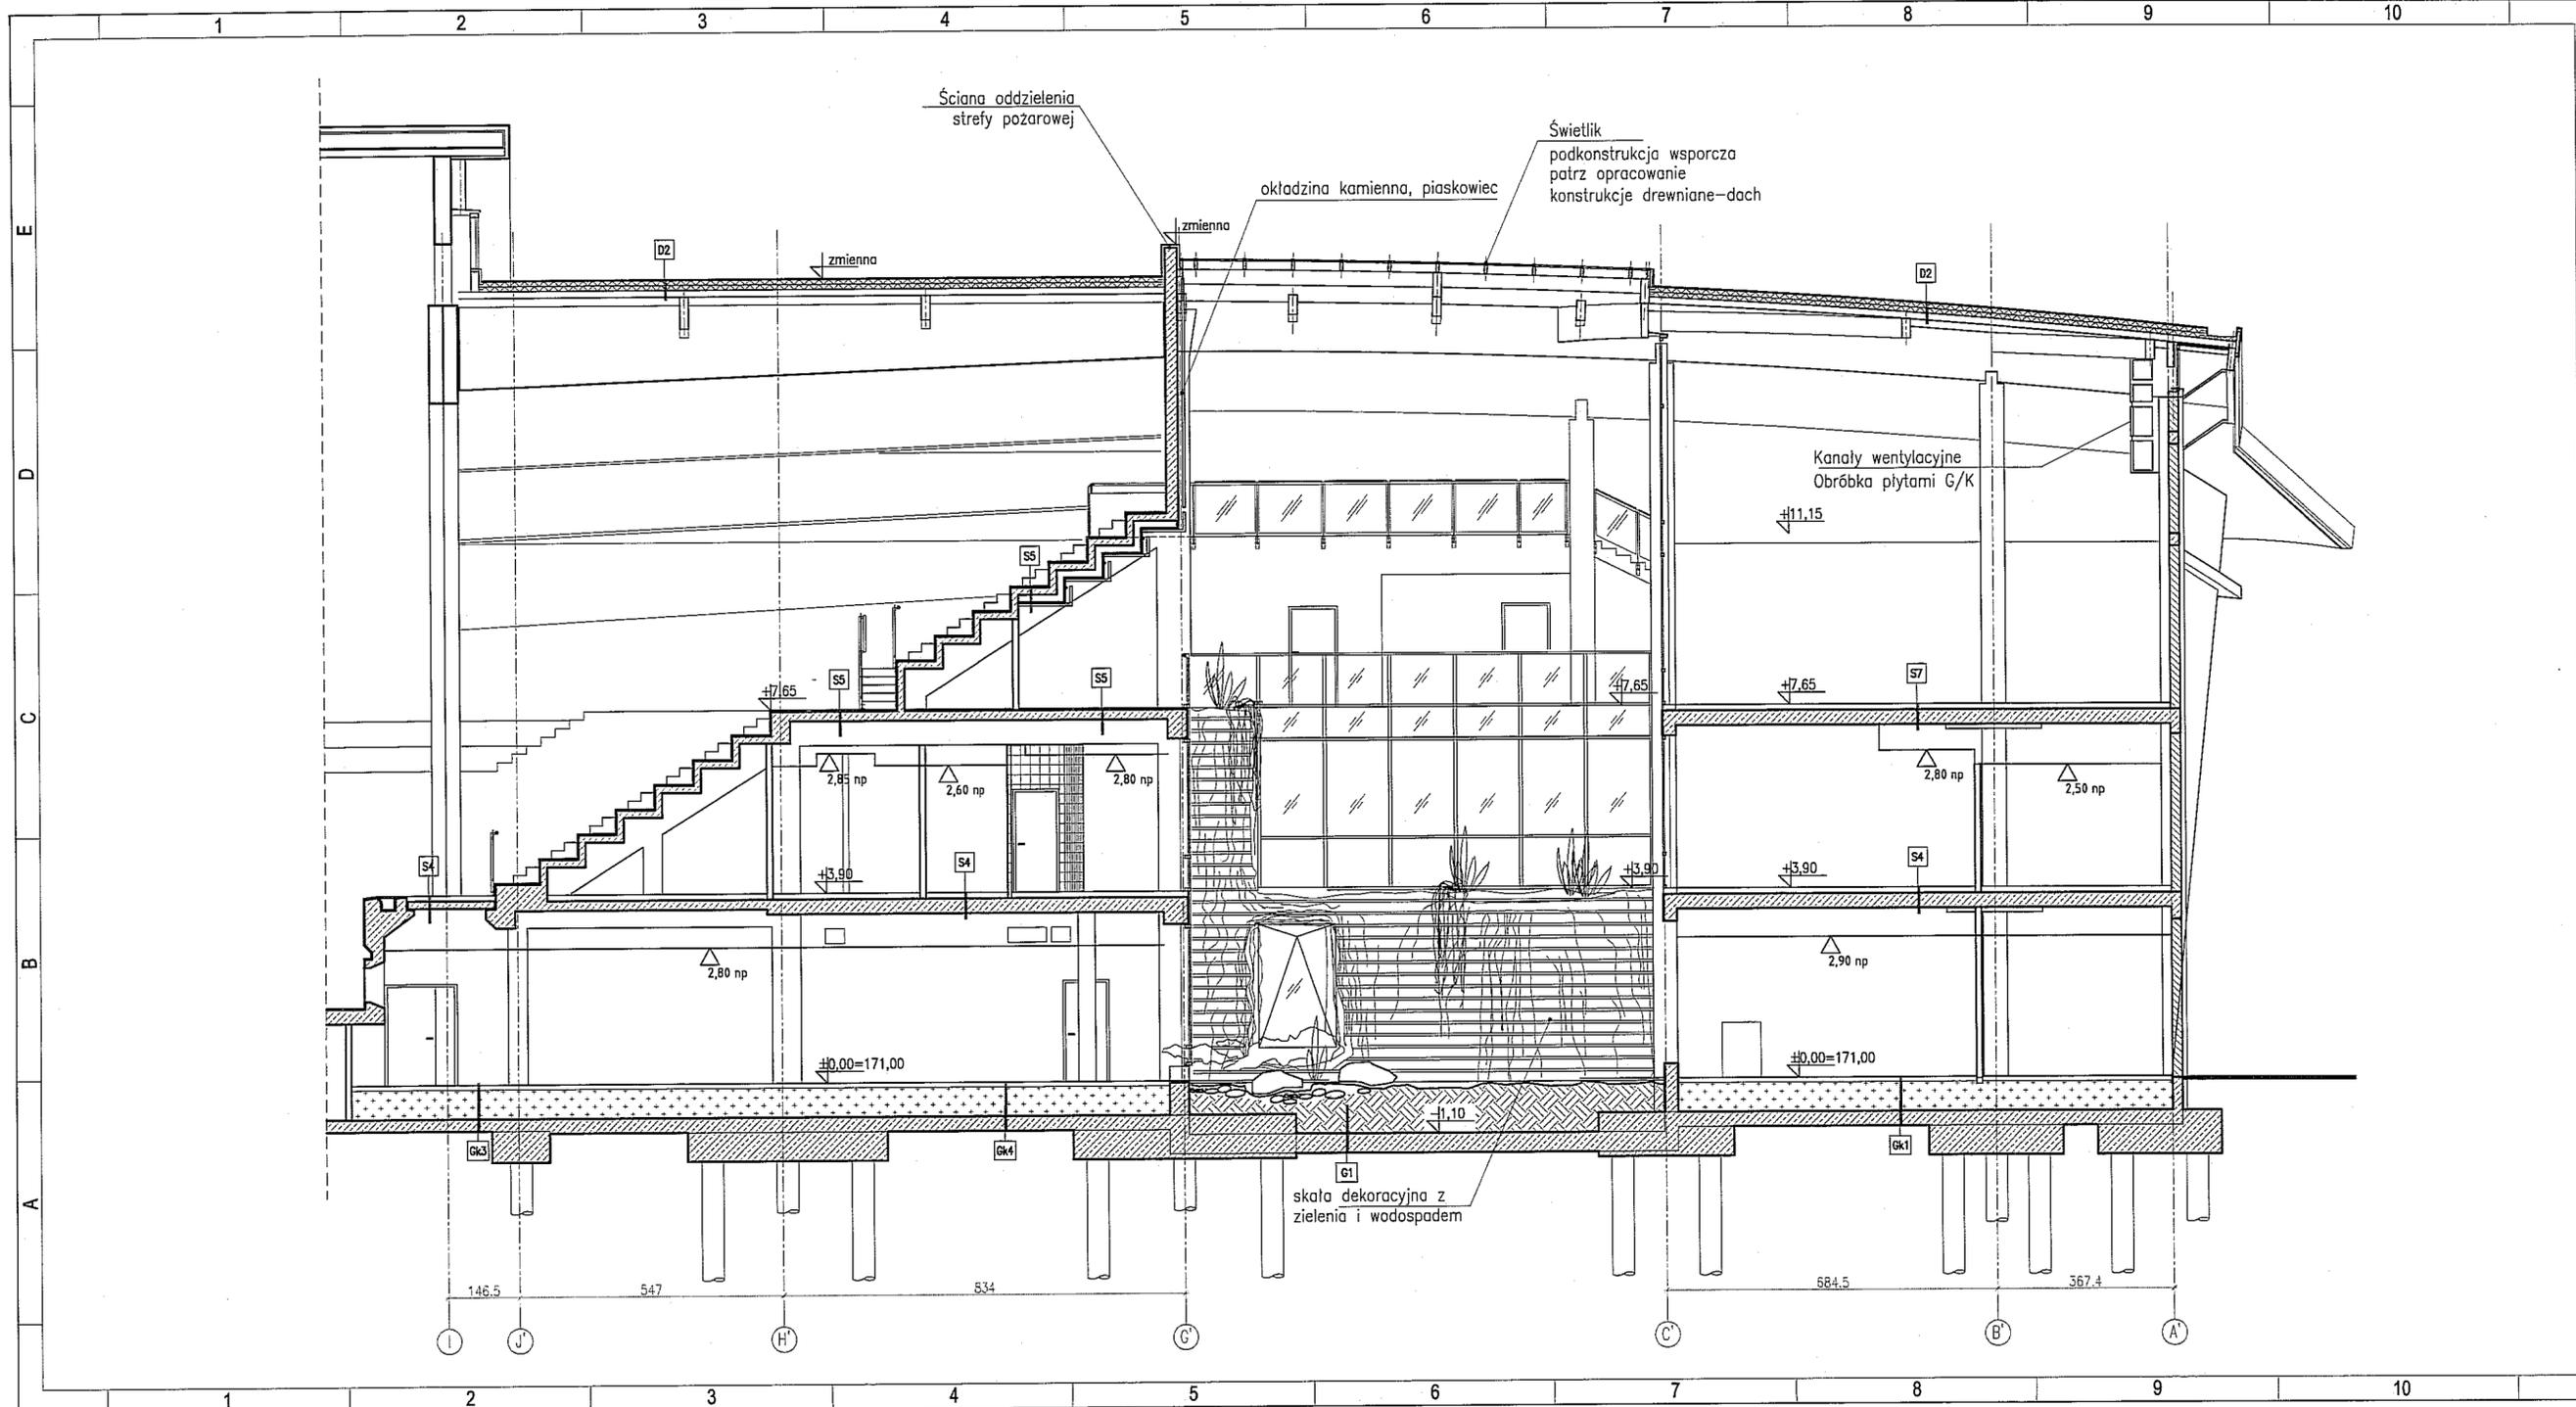 1 2 3 4 5 6 7 8 9 10
E
D
C
B
A
Ściana oddzielenia
strefy pożarowej
Świetlik
podkonstrukcja wsporcza
patrz opracowanie
konstrukcje drewniane-dach
okładzina kamienna, piaskowiec
zmienna
D2
zmienna
D2
Kanały wentylacyjne
Obróbka płytami G/K
+11,15
S5
+7,65
S5
S5
+7,65
+7,65
S7
2,85 np
2,60 np
2,80 np
2,80 np
2,50 np
S4
+3,90
S4
+3,90
+3,90
S4
2,80 np
2,90 np
±0,00=171,00
±0,00=171,00
-1,10
Gk3
Gk4
G1
Gk1
skała dekoracyjna z
zielenia i wodospadem
146.5
547
834
684.5
367.4
I
J'
H'
G'
C'
B'
A'
1 2 3 4 5 6 7 8 9 10